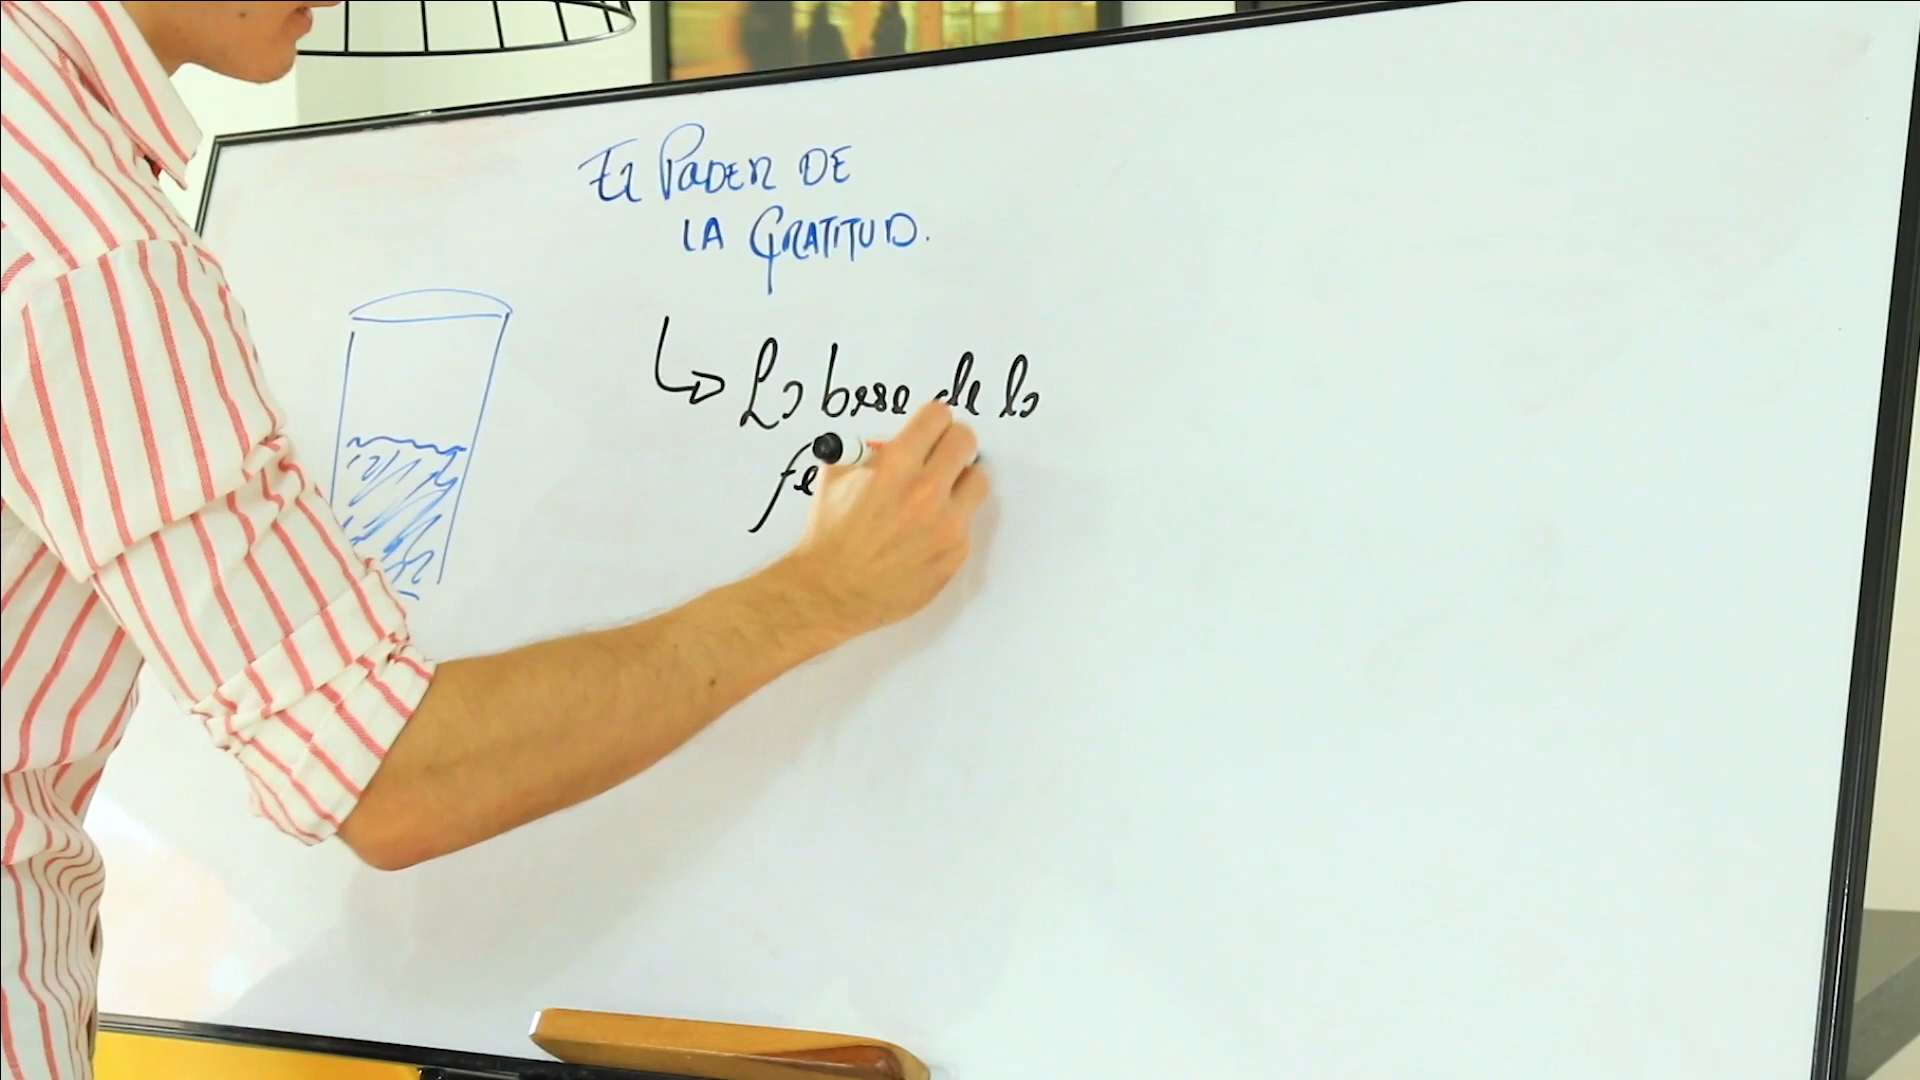 El PODER DE
LA GRATITUD.
La base de la
fe